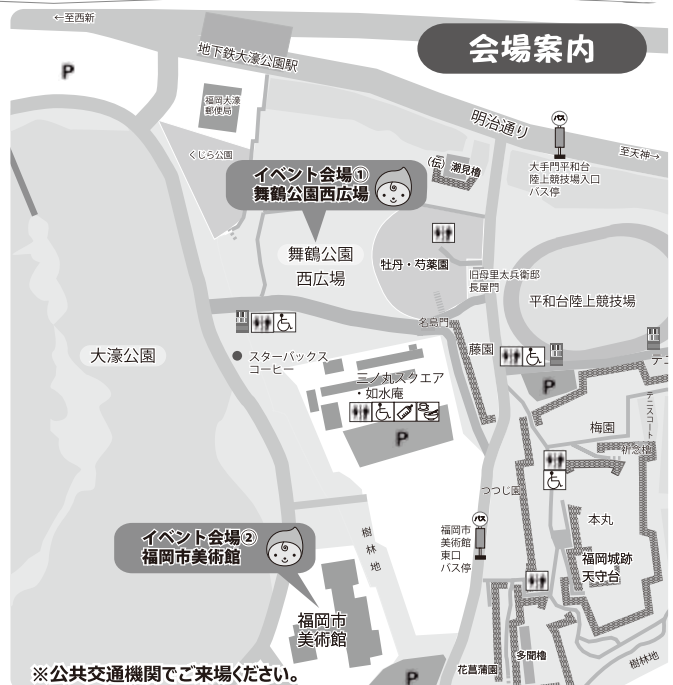 ←至西新
会場案内
P
地下鉄大濠公園駅
福岡大濠
郵便局
くじら公園
明治通り
バス
至天神→
大手門平和台
陸上競技場入口
バス停
(伝)潮見櫓
イベント会場①
舞鶴公園西広場
舞鶴公園
西広場
牡丹・芍薬園
旧母里太兵衛邸
長屋門
平和台陸上競技場
名島門
大濠公園
スターバックス
コーヒー
三ノ丸スクエア
・如水庵
P
藤園
P
テニスコート
梅園
祈念櫓
つつじ園
本丸
福岡城跡
天守台
バス
福岡市
美術館
東口
バス停
イベント会場②
福岡市美術館
樹林地
福岡市
美術館
P
花菖蒲園
多聞櫓
樹林地
※公共交通機関でご来場ください。